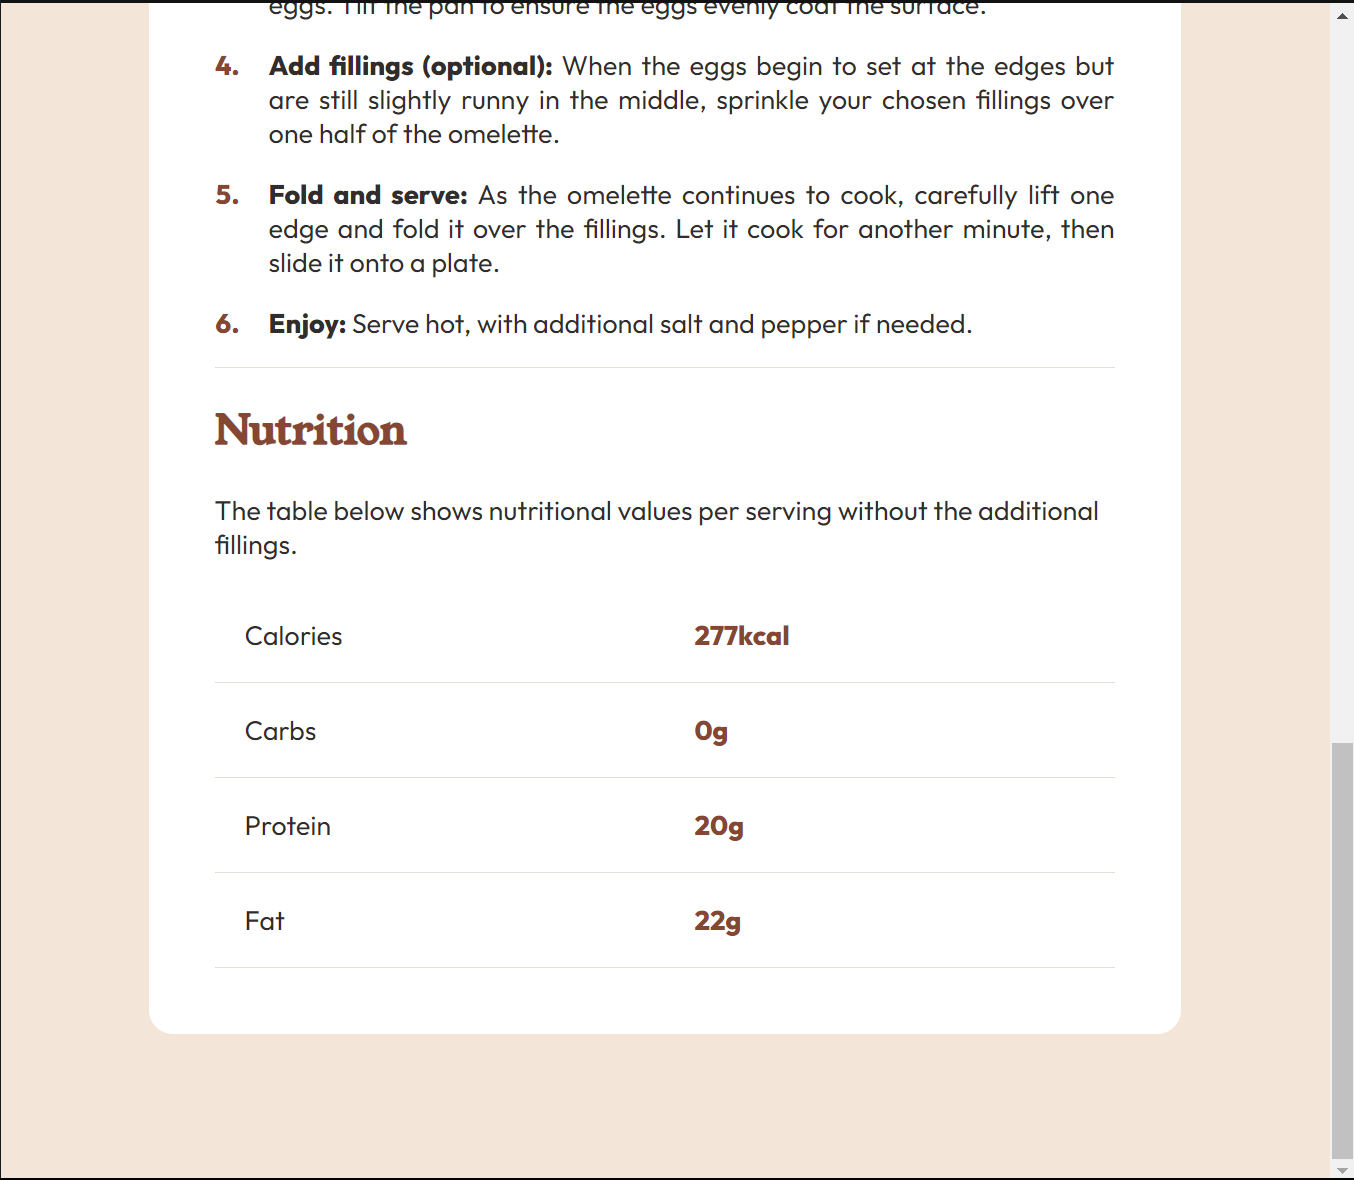 eggs. Tilt the pan to ensure the eggs evenly coat the surface.
4. Add fillings (optional): When the eggs begin to set at the edges but
are still slightly runny in the middle, sprinkle your chosen fillings over
one half of the omelette.
5. Fold and serve: As the omelette continues to cook, carefully lift one
edge and fold it over the fillings. Let it cook for another minute, then
slide it onto a plate.
6. Enjoy: Serve hot, with additional salt and pepper if needed.
Nutrition
The table below shows nutritional values per serving without the additional
fillings.
Calories 277kcal
Carbs 0g
Protein 20g
Fat 22g